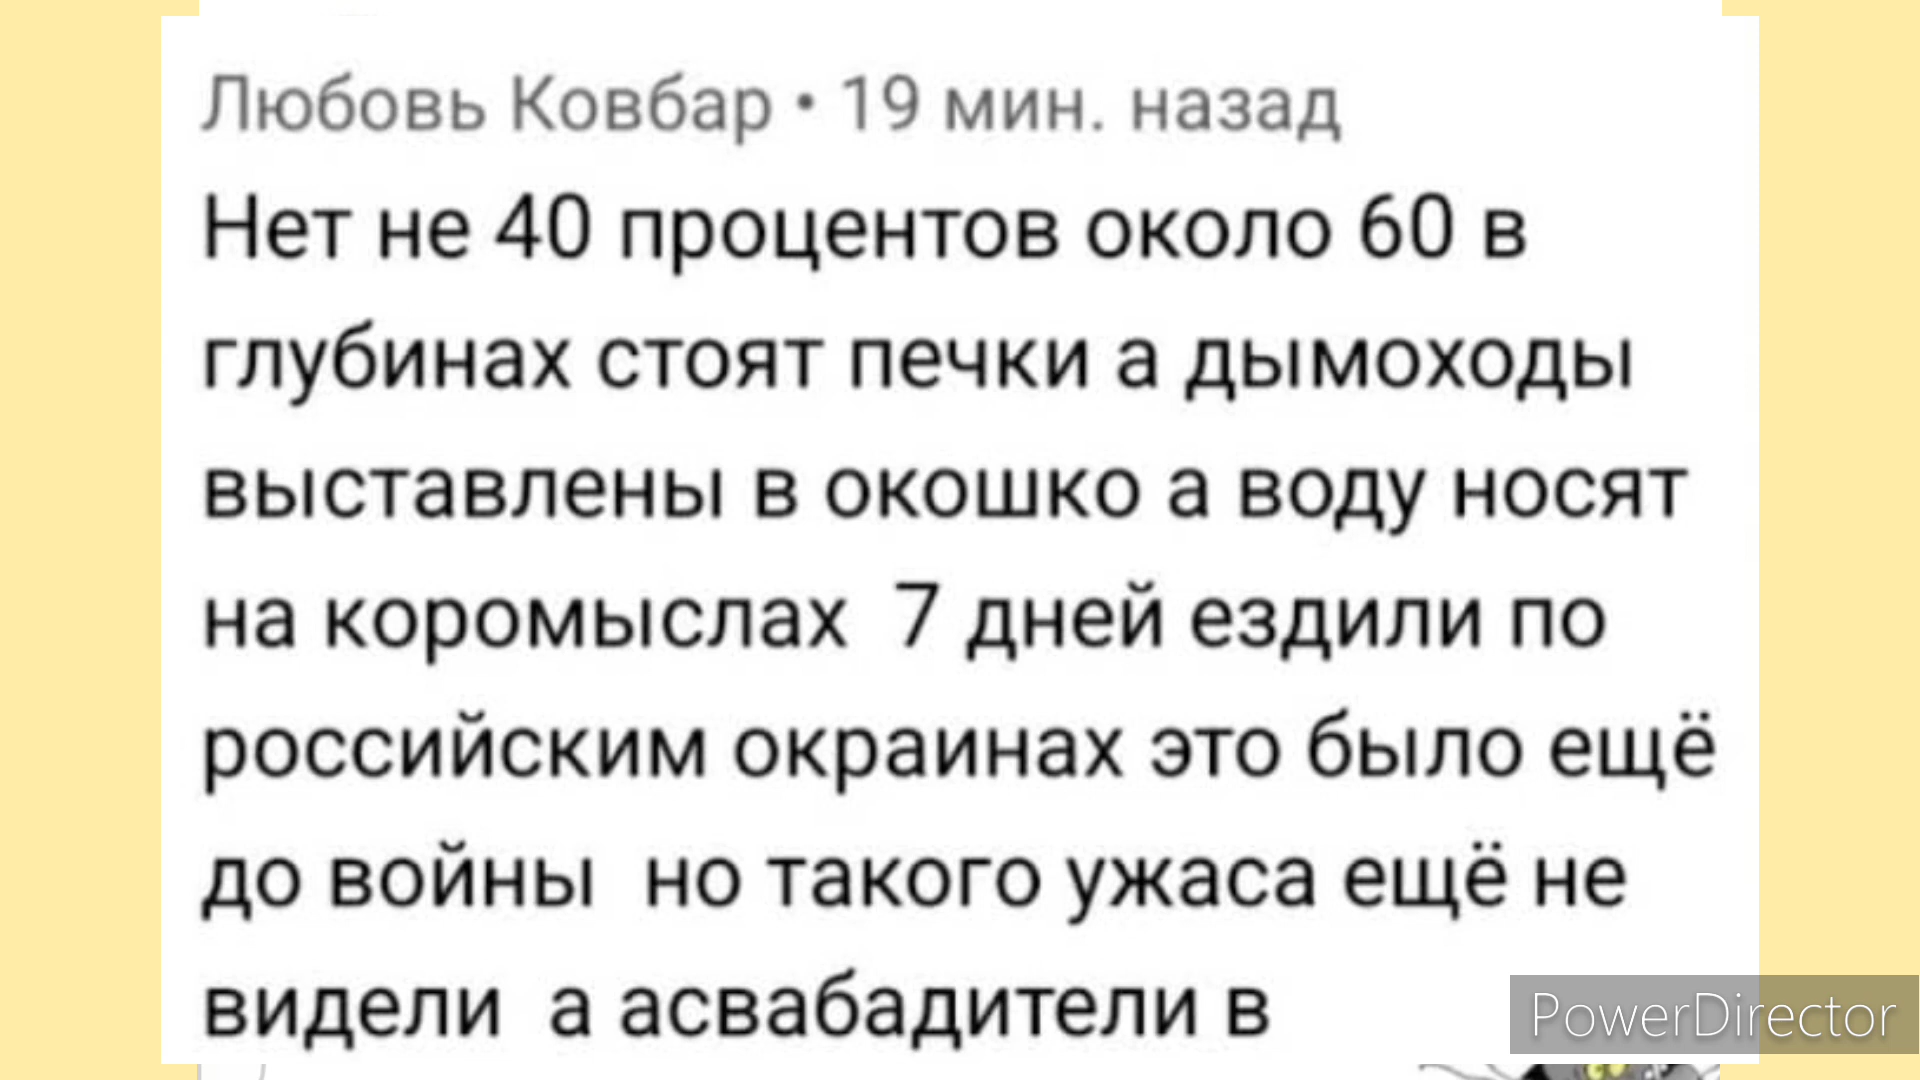 Любовь Ковбар • 19 мин. назад
Нет не 40 процентов около 60 в
глубинах стоят печки а дымоходы
выставлены в окошко а воду носят
на коромыслах 7 дней ездили по
российским окраинах это было ещё
до войны но такого ужаса ещё не
видели а асвабадители в
PowerDirector